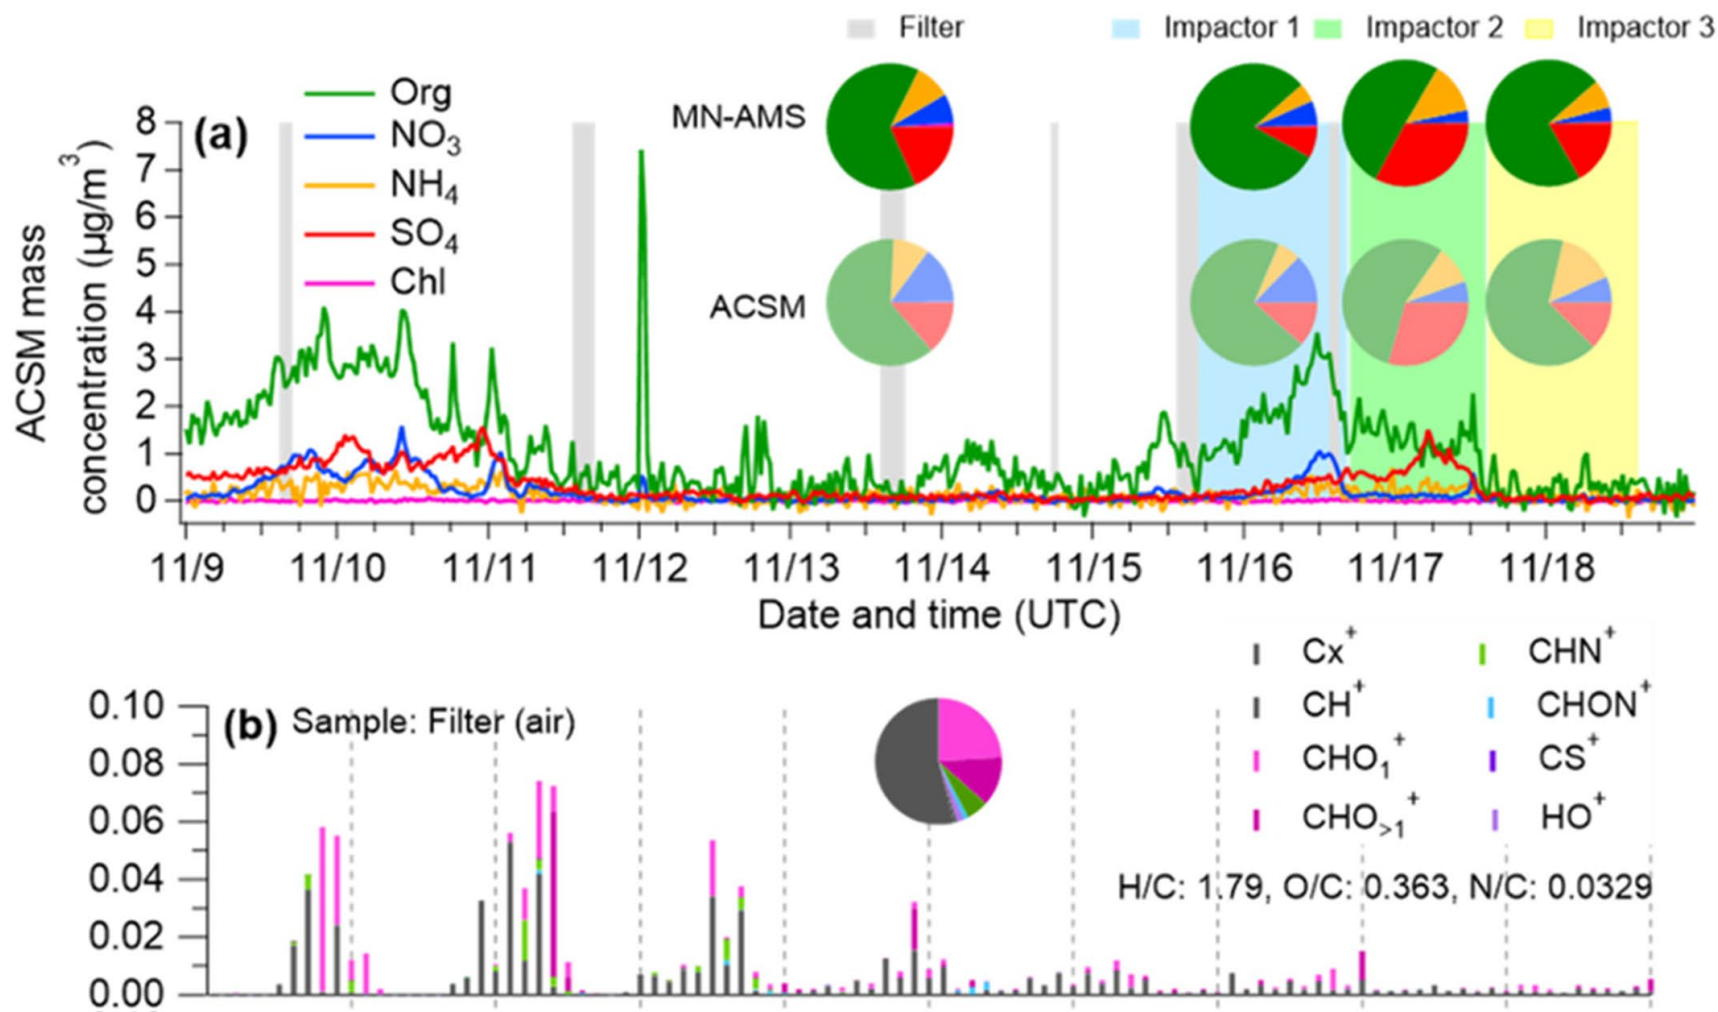 Filter Impactor 1 Impactor 2 Impactor 3
MN-AMS
ACSM
(a)
Org
NO3
NH4
SO4
Chl
ACSM mass
concentration (µg/m3)
8
7
6
5
4
3
2
1
0
11/9 11/10 11/11 11/12 11/13 11/14 11/15 11/16 11/17 11/18
Date and time (UTC)
(b) Sample: Filter (air)
Cx+ CHN+
CH+ CHON+
CHO1+ CS+
CHO>1+ HO+
H/C: 1.79, O/C: 0.363, N/C: 0.0329
0.10
0.08
0.06
0.04
0.02
0.00